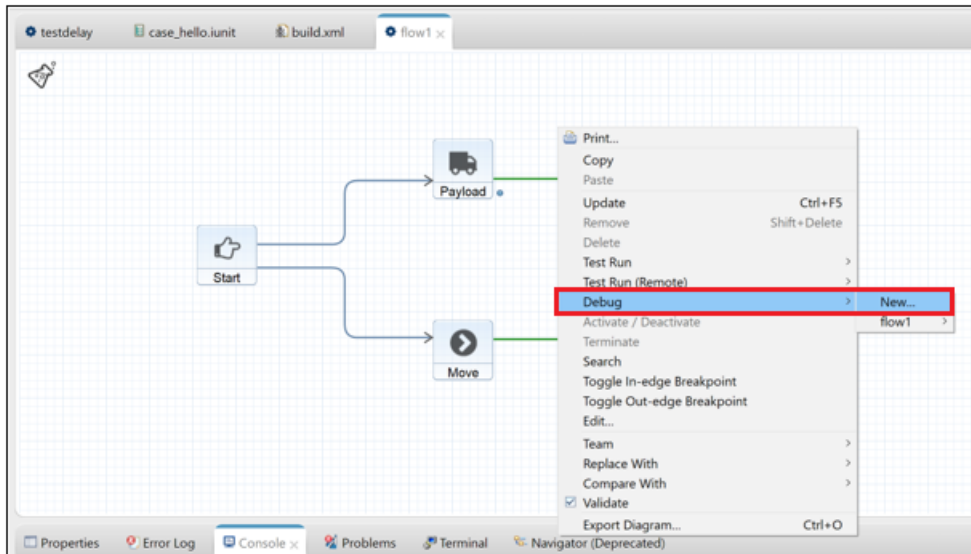 testdelay case_hello.iunit build.xml flow1
Print...
Copy
Payload Paste
Update Ctrl+F5
Remove Shift+Delete
Delete
Start Test Run
Test Run (Remote)
Debug New...
Activate / Deactivate flow1
Terminate
Move Search
Toggle In-edge Breakpoint
Toggle Out-edge Breakpoint
Edit...
Team
Replace With
Compare With
Validate
Export Diagram... Ctrl+O
Properties Error Log Console Problems Terminal Navigator (Deprecated)